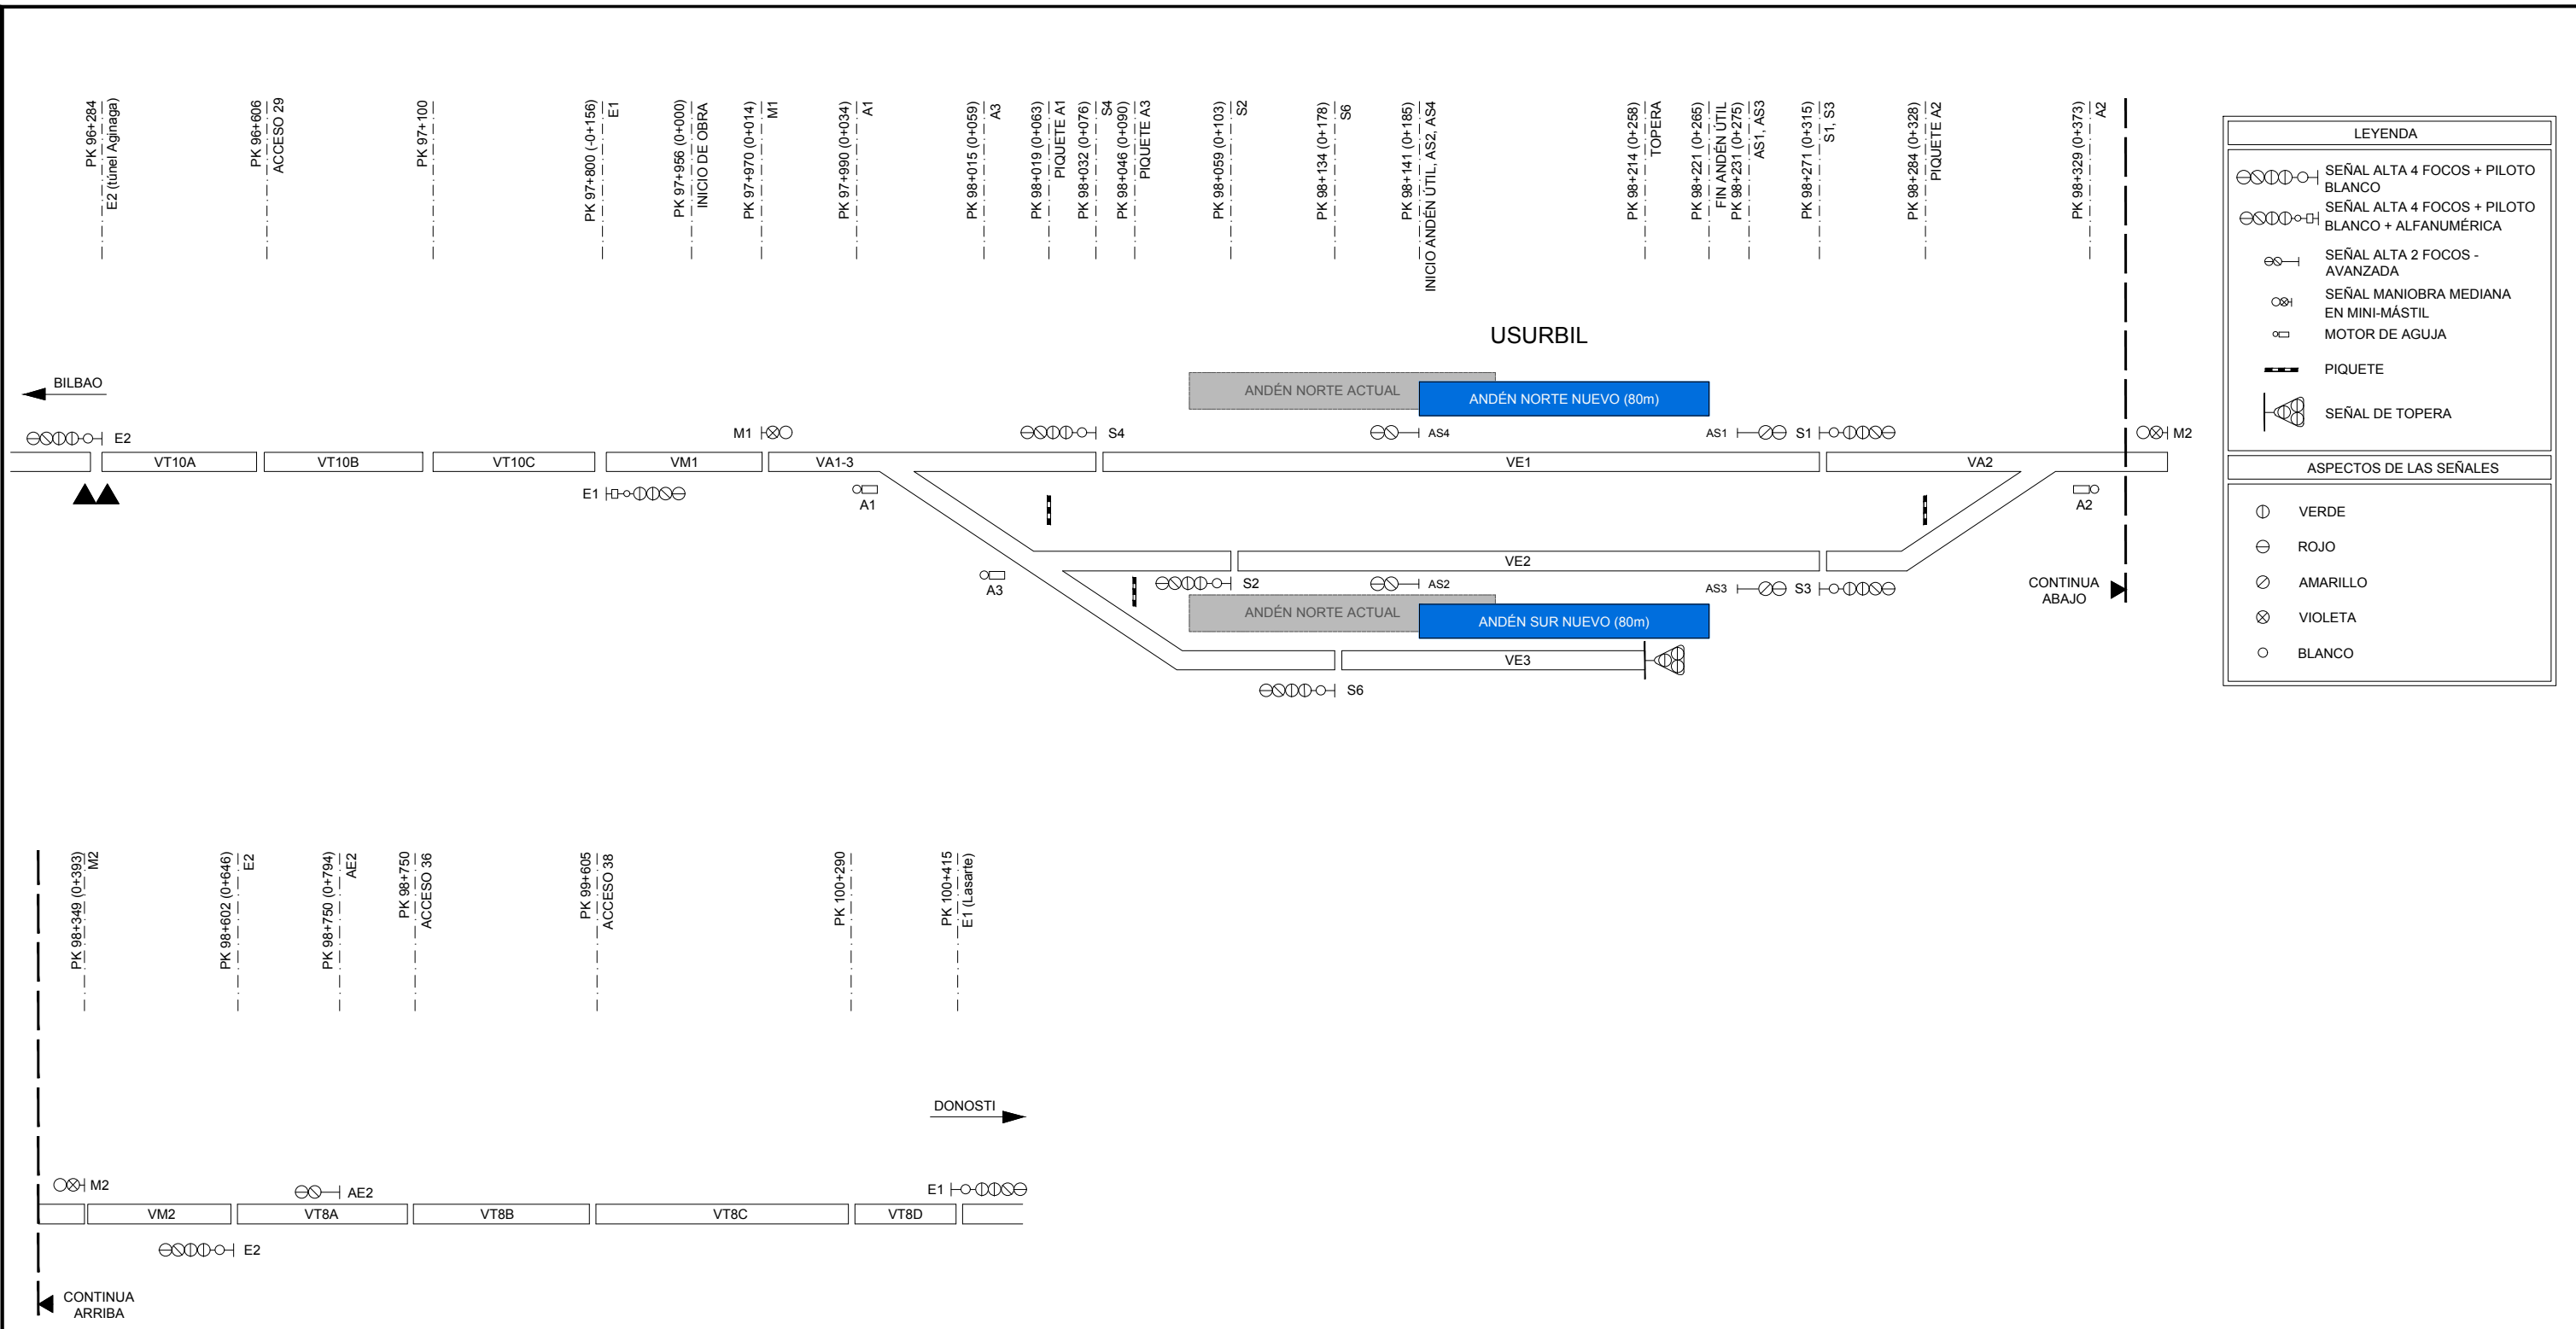 PK 96+284
E2 (túnel Aginaga)
PK 96+606
ACCESO 29
PK 97+100
PK 97+800 (-0+156)
E1
PK 97+956 (0+000)
INICIO DE OBRA
PK 97+970 (0+014)
M1
PK 97+990 (0+034)
A1
PK 98+015 (0+059)
A3
PK 98+019 (0+063)
PIQUETE A1
PK 98+032 (0+076)
S4
PK 98+046 (0+090)
PIQUETE A3
PK 98+059 (0+103)
S2
PK 98+134 (0+178)
S6
PK 98+141 (0+185)
INICIO ANDÉN ÚTIL, AS2, AS4
PK 98+214 (0+258)
TOPERA
PK 98+221 (0+265)
FIN ANDÉN ÚTIL
PK 98+231 (0+275)
AS1, AS3
PK 98+271 (0+315)
S1, S3
PK 98+284 (0+328)
PIQUETE A2
PK 98+329 (0+373)
A2
USURBIL
BILBAO
ANDÉN NORTE ACTUAL
ANDÉN NORTE NUEVO (80m)
E2
M1
S4
AS4
AS1
S1
M2
VT10A
VT10B
VT10C
VM1
VA1-3
VE1
VA2
E1
A1
A2
VE2
A3
S2
AS2
AS3
S3
CONTINUA
ABAJO
ANDÉN NORTE ACTUAL
ANDÉN SUR NUEVO (80m)
VE3
S6
LEYENDA
SEÑAL ALTA 4 FOCOS + PILOTO
BLANCO
SEÑAL ALTA 4 FOCOS + PILOTO
BLANCO + ALFANUMÉRICA
SEÑAL ALTA 2 FOCOS -
AVANZADA
SEÑAL MANIOBRA MEDIANA
EN MINI-MÁSTIL
MOTOR DE AGUJA
PIQUETE
SEÑAL DE TOPERA
ASPECTOS DE LAS SEÑALES
VERDE
ROJO
AMARILLO
VIOLETA
BLANCO
PK 98+349 (0+393)
M2
PK 98+602 (0+646)
E2
PK 98+750 (0+794)
AE2
PK 98+750
ACCESO 36
PK 99+605
ACCESO 38
PK 100+290
PK 100+415
E1 (Lasarte)
DONOSTI
M2
AE2
E1
VM2
VT8A
VT8B
VT8C
VT8D
E2
CONTINUA
ARRIBA